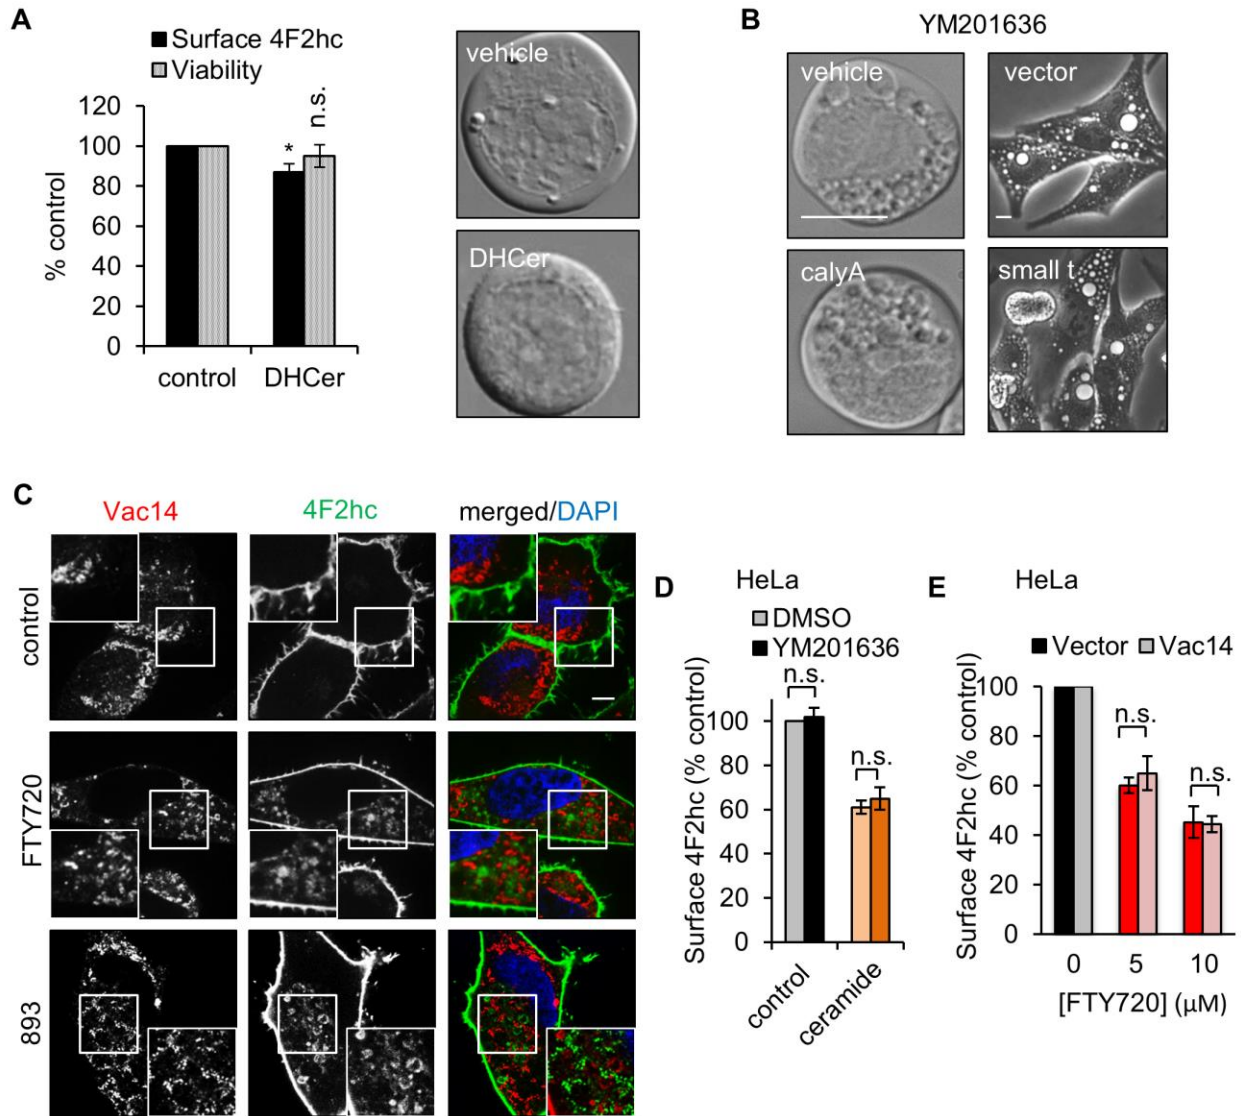 A
Surface 4F2hc
Viability
% control
120
100
80
60
40
20
0
*
n.s.
control
DHCer
vehicle
DHCer
B
YM201636
vehicle
vector
calyA
small t
C
Vac14
4F2hc
merged/DAPI
control
FTY720
893
D
HeLa
DMSO
YM201636
Surface 4F2hc (% control)
n.s.
n.s.
100
80
60
40
20
0
control
ceramide
E
HeLa
Vector
Vac14
Surface 4F2hc (% control)
100
80
60
40
20
0
n.s.
n.s.
0
5
10
[FTY720] (µM)